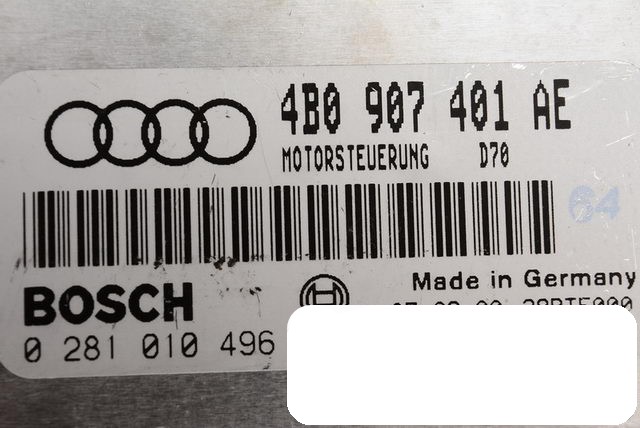 4B0 907 401 AE
MOTORSTEUERUNG D70
64
BOSCH
Made in Germany
0 281 010 496